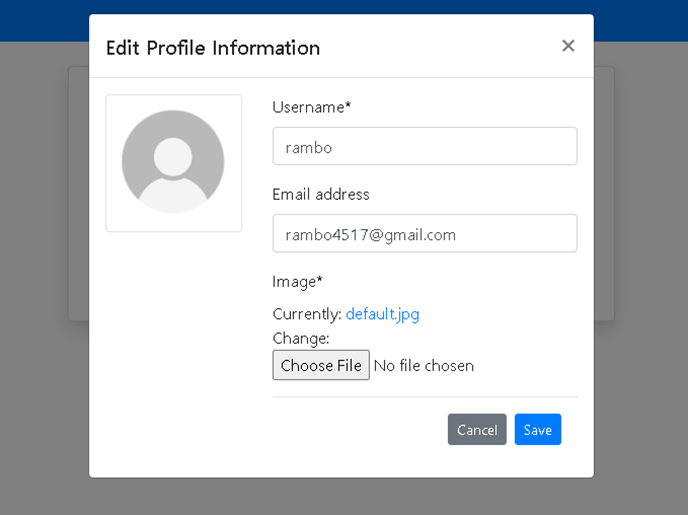 Edit Profile Information ×
Username*
rambo
Email address
rambo4517@gmail.com
Image*
Currently: default.jpg
Change:
Choose File No file chosen
Cancel Save